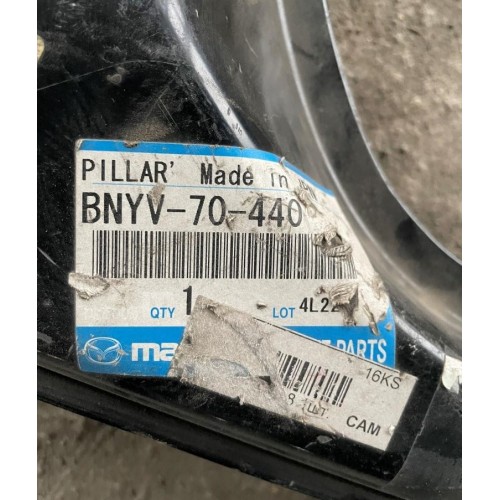 PILLAR' Made in
BNYV-70-440
QTY 1 LOT 4L22
PARTS
16KS
CAM